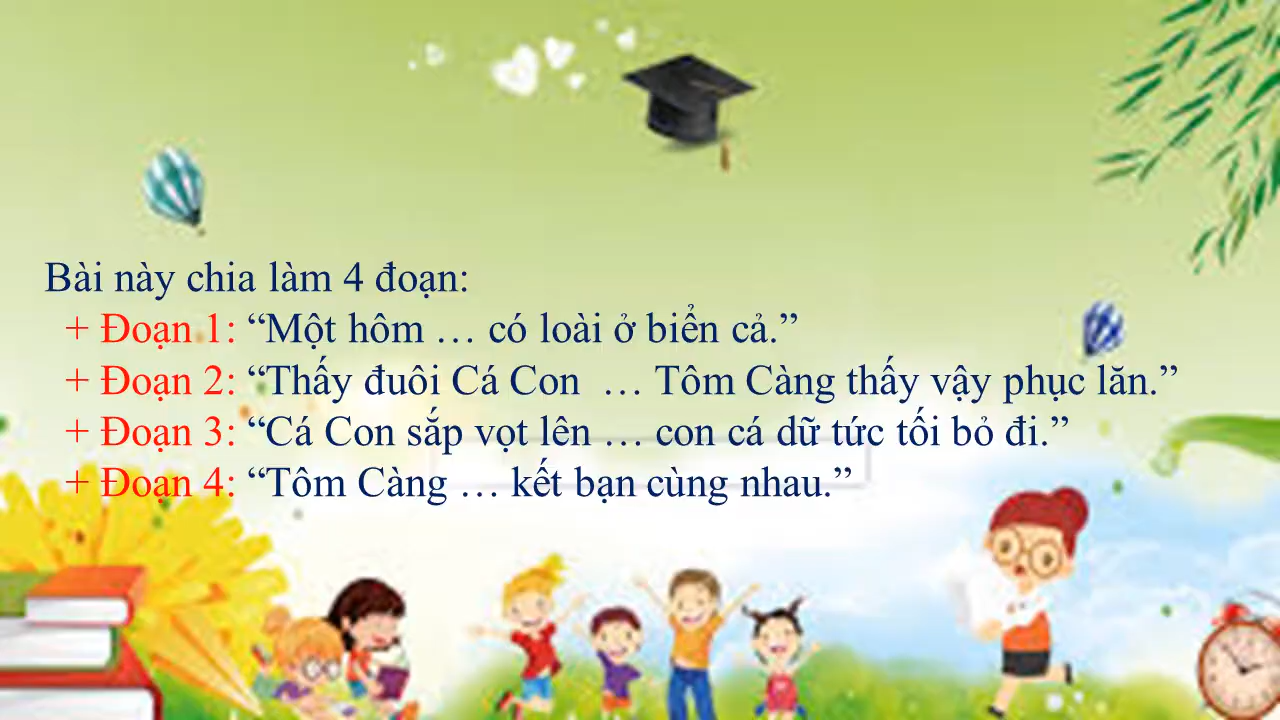 Bài này chia làm 4 đoạn:
+ Đoạn 1: “Một hôm … có loài ở biển cả.”
+ Đoạn 2: “Thấy đuôi Cá Con … Tôm Càng thấy vậy phục lăn.”
+ Đoạn 3: “Cá Con sắp vọt lên … con cá dữ tức tối bỏ đi.”
+ Đoạn 4: “Tôm Càng … kết bạn cùng nhau.”